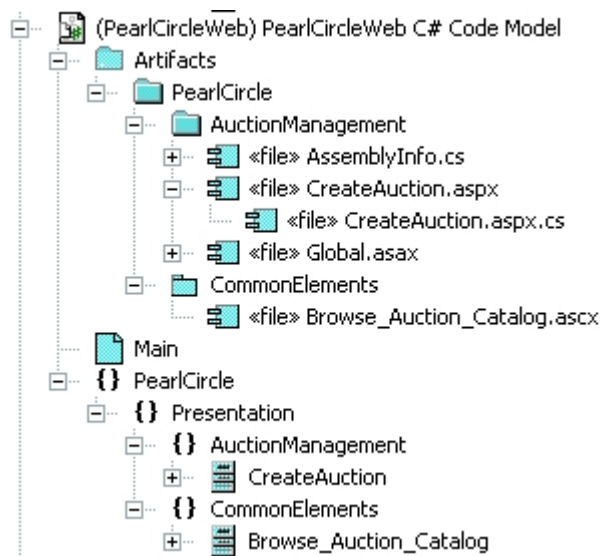 (PearlCircleWeb) PearlCircleWeb C# Code Model
Artifacts
PearlCircle
AuctionManagement
«file» AssemblyInfo.cs
«file» CreateAuction.aspx
«file» CreateAuction.aspx.cs
«file» Global.asax
CommonElements
«file» Browse_Auction_Catalog.ascx
Main
{} PearlCircle
{} Presentation
{} AuctionManagement
CreateAuction
{} CommonElements
Browse_Auction_Catalog